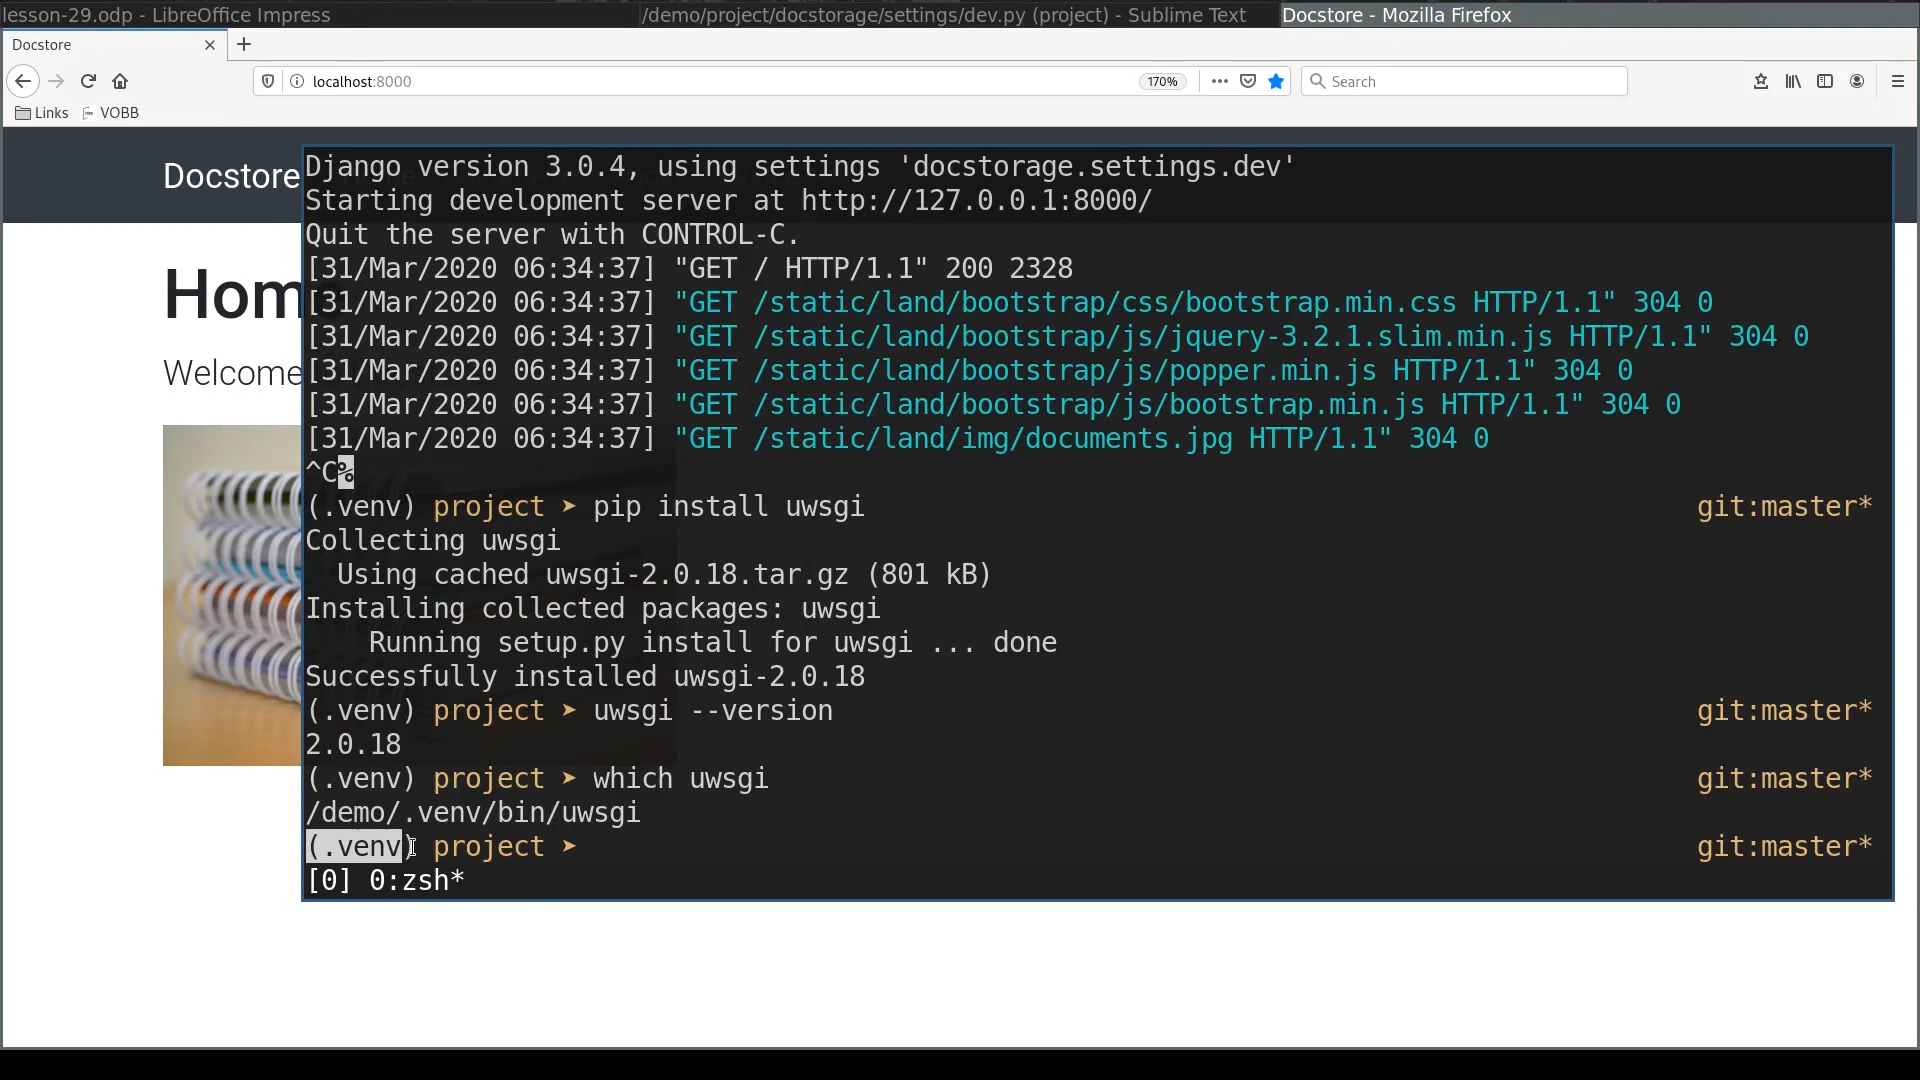 lesson-29.odp - LibreOffice Impress
/demo/project/docstorage/settings/dev.py (project) - Sublime Text
Docstore - Mozilla Firefox
Docstore
localhost:8000
170%
Search
Links
VOBB
Docstore
Hom
Welcome
Django version 3.0.4, using settings 'docstorage.settings.dev'
Starting development server at http://127.0.0.1:8000/
Quit the server with CONTROL-C.
[31/Mar/2020 06:34:37] "GET / HTTP/1.1" 200 2328
[31/Mar/2020 06:34:37] "GET /static/land/bootstrap/css/bootstrap.min.css HTTP/1.1" 304 0
[31/Mar/2020 06:34:37] "GET /static/land/bootstrap/js/jquery-3.2.1.slim.min.js HTTP/1.1" 304 0
[31/Mar/2020 06:34:37] "GET /static/land/bootstrap/js/popper.min.js HTTP/1.1" 304 0
[31/Mar/2020 06:34:37] "GET /static/land/bootstrap/js/bootstrap.min.js HTTP/1.1" 304 0
[31/Mar/2020 06:34:37] "GET /static/land/img/documents.jpg HTTP/1.1" 304 0
^C%
(.venv) project ➤ pip install uwsgi git:master*
Collecting uwsgi
Using cached uwsgi-2.0.18.tar.gz (801 kB)
Installing collected packages: uwsgi
Running setup.py install for uwsgi ... done
Successfully installed uwsgi-2.0.18
(.venv) project ➤ uwsgi --version git:master*
2.0.18
(.venv) project ➤ which uwsgi git:master*
/demo/.venv/bin/uwsgi
(.venv) project ➤ git:master*
[0] 0:zsh*